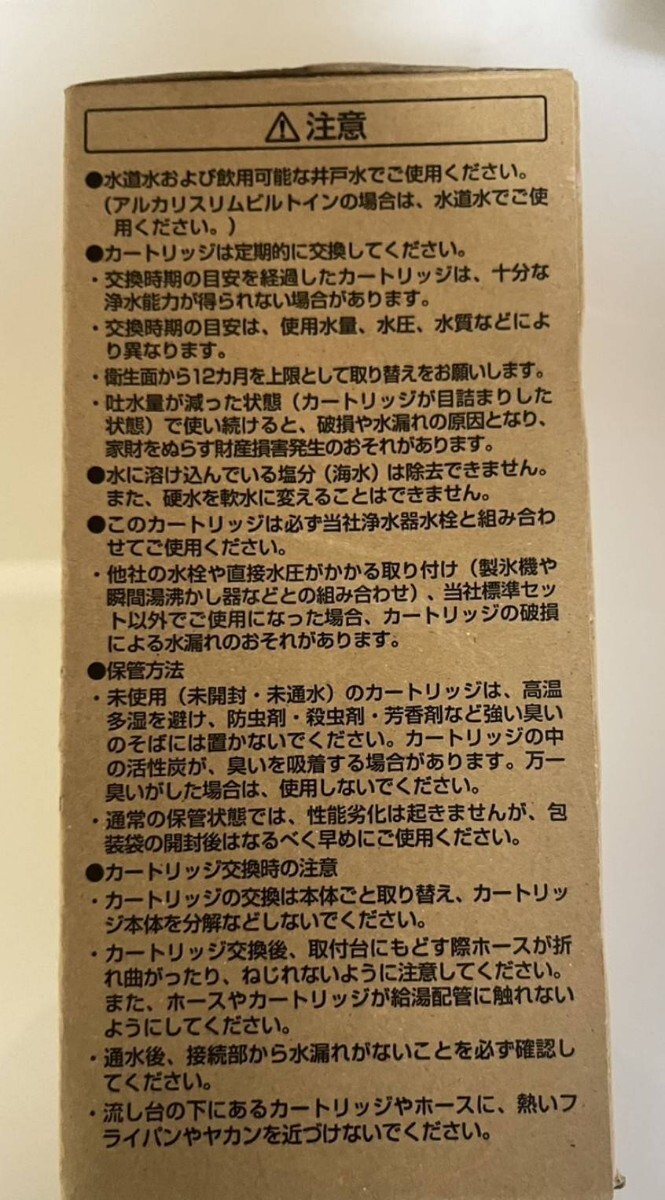 ⚠注意
●水道水および飲用可能な井戸水でご使用ください。
(アルカリスリムビルトインの場合は、水道水でご使
用ください。)
●カートリッジは定期的に交換してください。
・交換時期の目安を経過したカートリッジは、十分な
浄水能力が得られない場合があります。
・交換時期の目安は、使用水量、水圧、水質などによ
り異なります。
・衛生面から12カ月を上限として取り替えをお願いします。
・吐水量が減った状態（カートリッジが目詰まりした
状態）で使い続けると、破損や水漏れの原因となり、
家財をぬらす財産損害発生のおそれがあります。
●水に溶け込んでいる塩分（海水）は除去できません。
また、硬水を軟水に変えることはできません。
●このカートリッジは必ず当社浄水器水栓と組み合わ
せてご使用ください。
・他社の水栓や直接水圧がかかる取り付け（製氷機や
瞬間湯沸かし器などとの組み合わせ）、当社標準セッ
ト以外でご使用になった場合、カートリッジの破損
による水漏れのおそれがあります。
●保管方法
・未使用（未開封・未通水）のカートリッジは、高温
多湿を避け、防虫剤・殺虫剤・芳香剤など強い臭い
のそばには置かないでください。カートリッジの中
の活性炭が、臭いを吸着する場合があります。万一
臭いがした場合は、使用しないでください。
・通常の保管状態では、性能劣化は起きませんが、包
装袋の開封後はなるべく早めにご使用ください。
●カートリッジ交換時の注意
・カートリッジの交換は本体ごと取り替え、カートリッ
ジ本体を分解などしないでください。
・カートリッジ交換後、取付台にもどす際ホースが折
れ曲がったり、ねじれないように注意してください。
また、ホースやカートリッジが給湯配管に触れない
ようにしてください。
・通水後、接続部から水漏れがないことを必ず確認し
てください。
・流し台の下にあるカートリッジやホースに、熱いフ
ライパンやヤカンを近づけないでください。